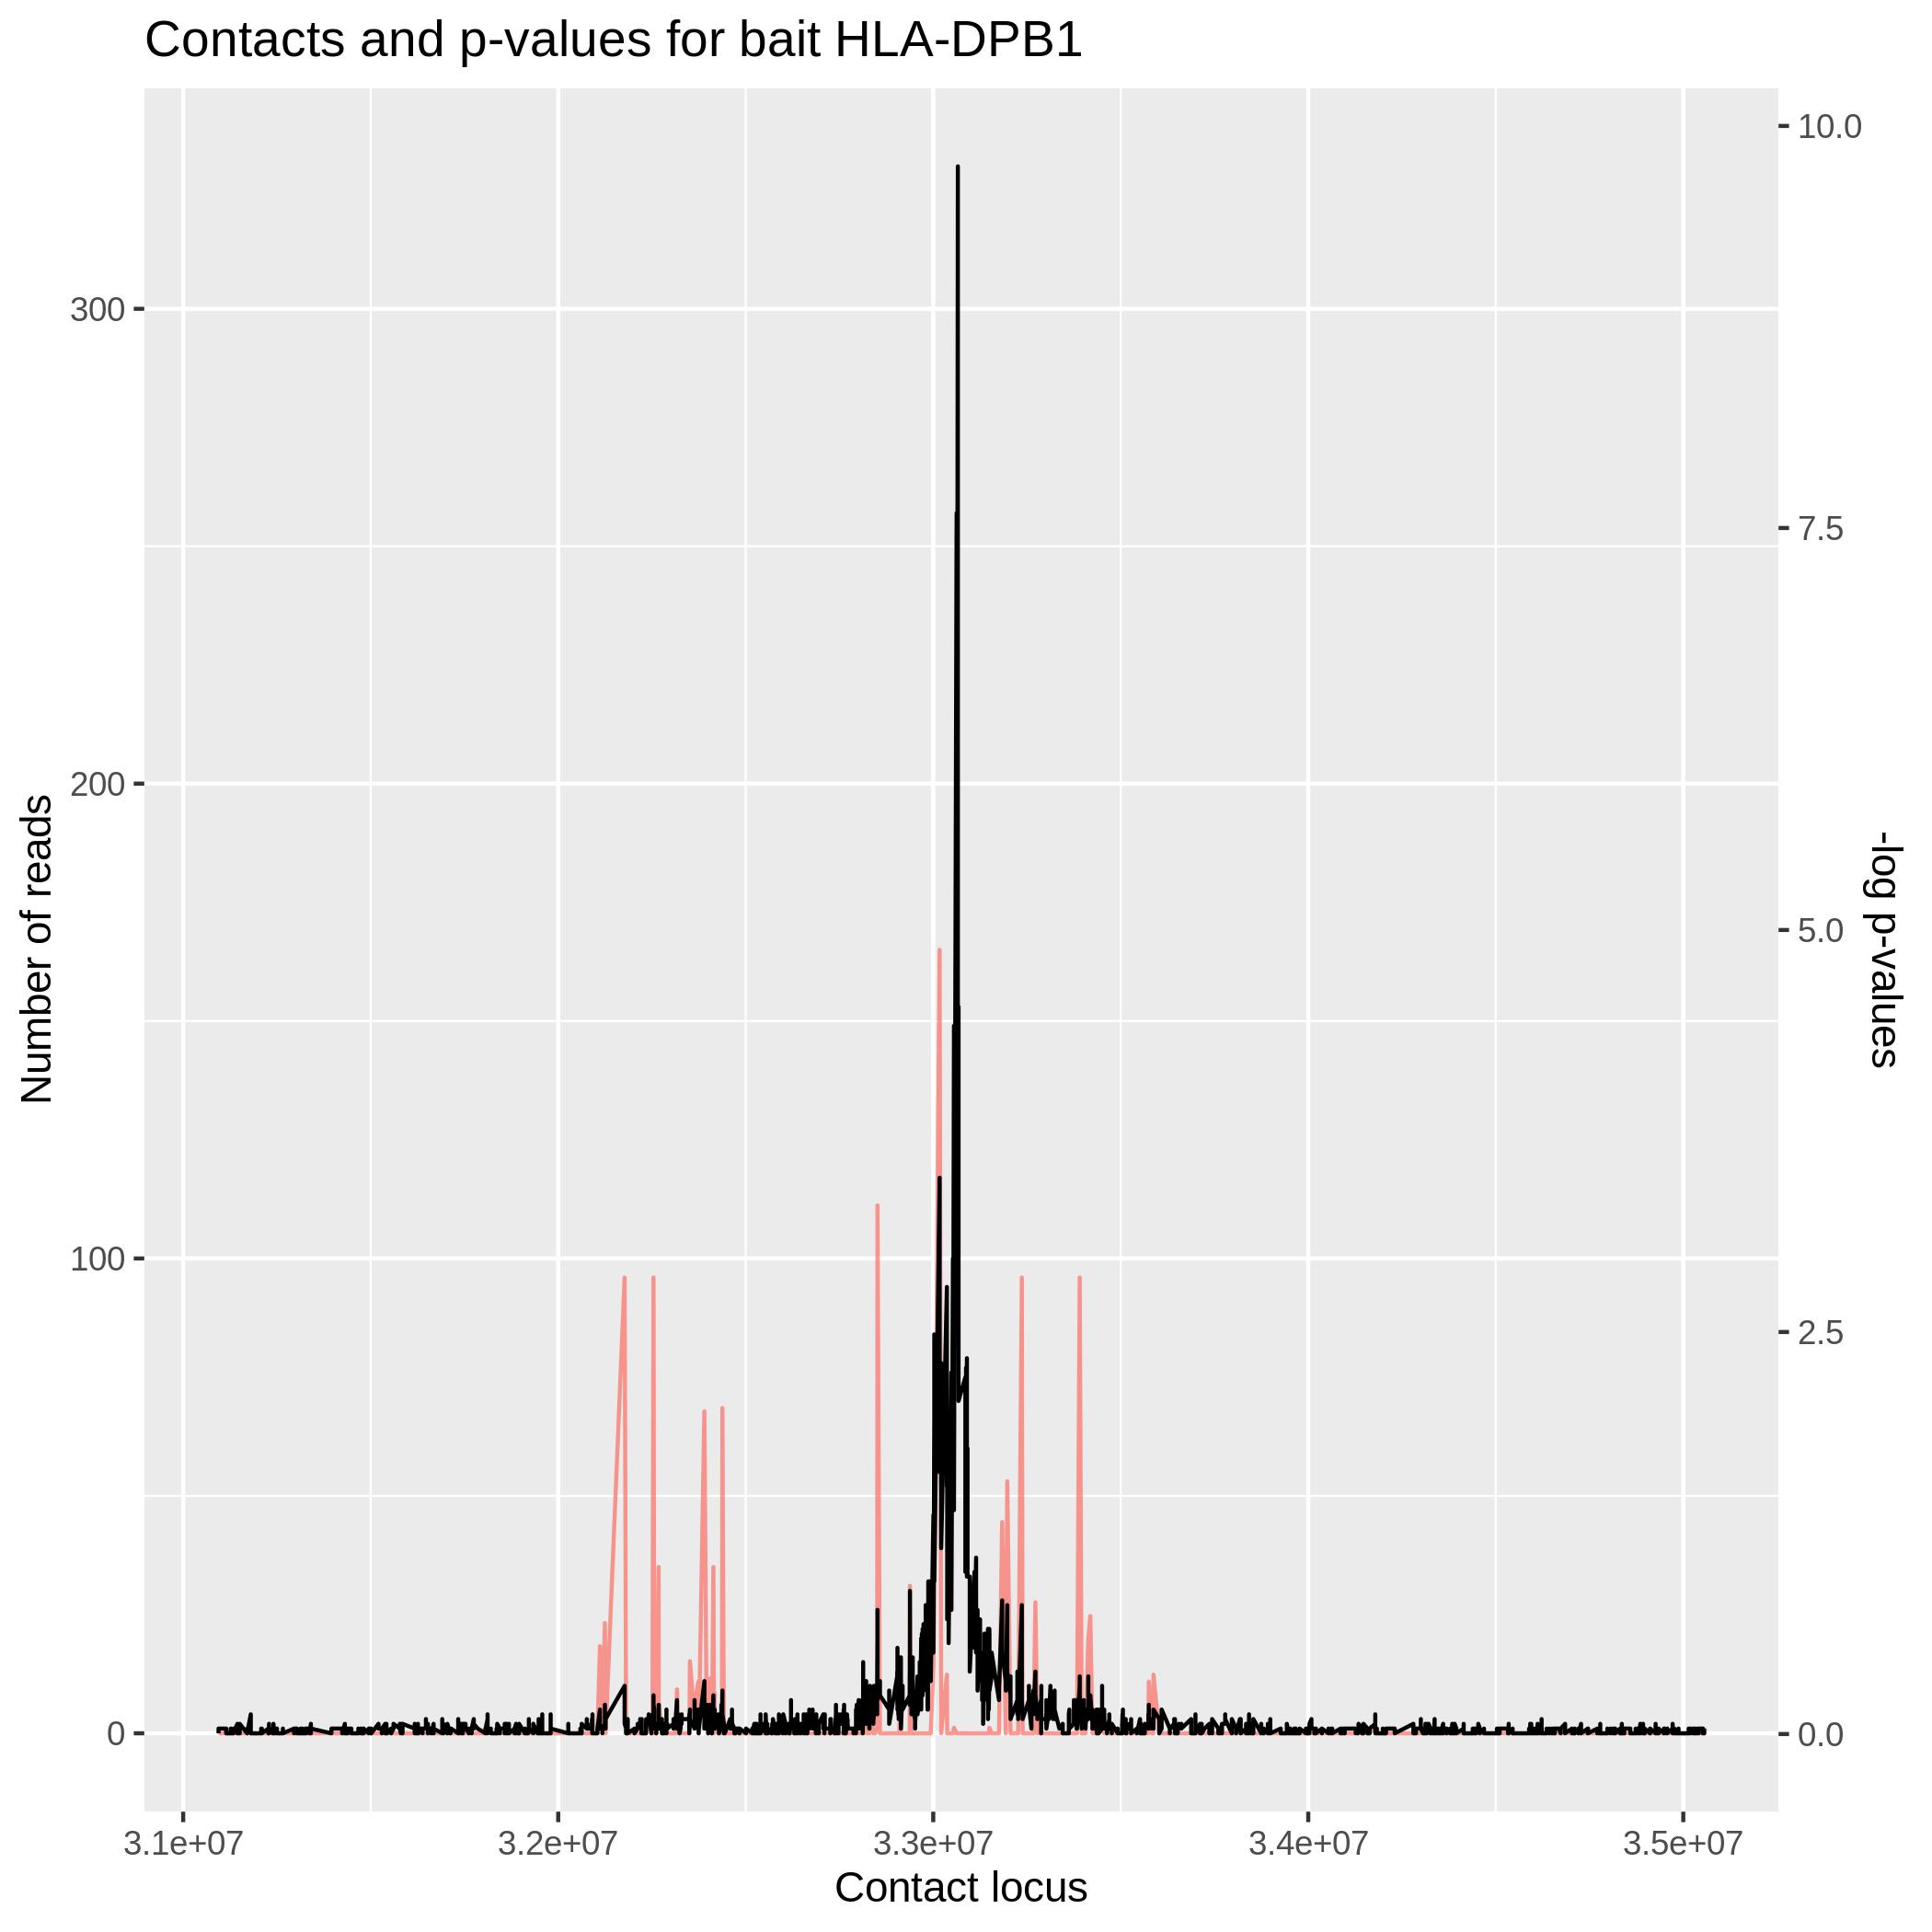 Contacts and p-values for bait HLA-DPB1
Number of reads
300
200
100
0
10.0
7.5
5.0
2.5
0.0
-log p-values
3.1e+07
3.2e+07
3.3e+07
3.4e+07
3.5e+07
Contact locus